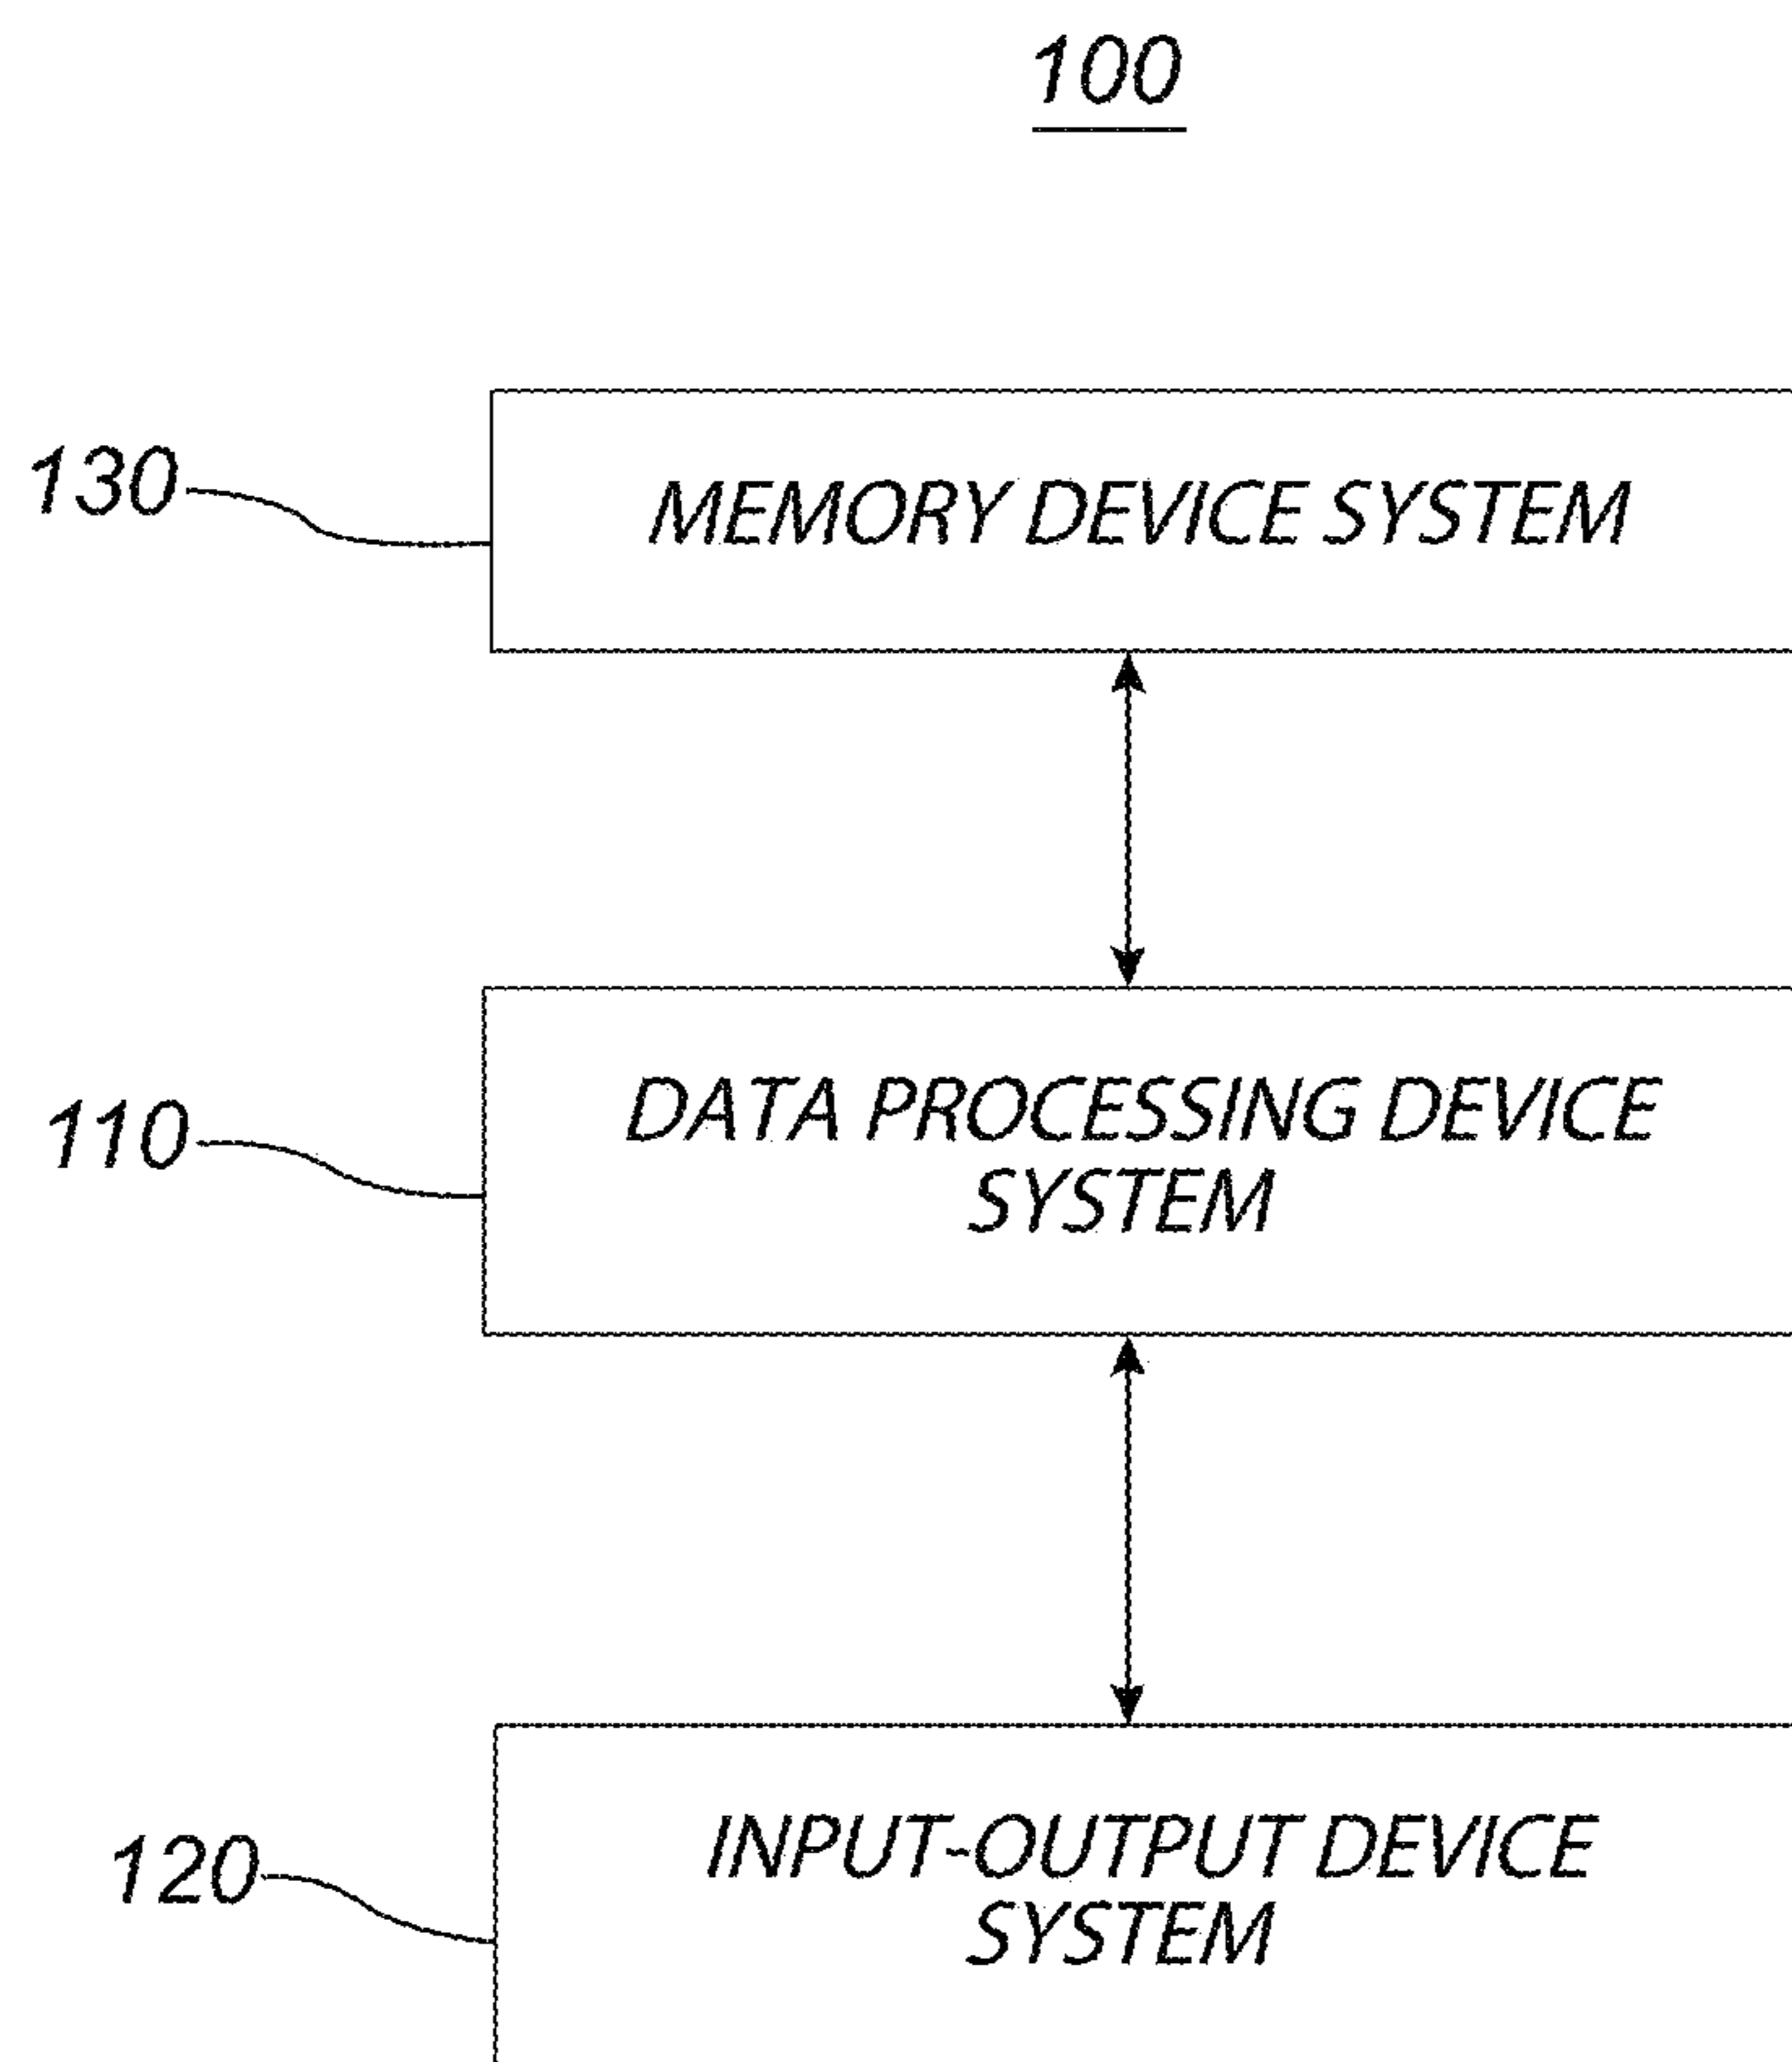 100
130
MEMORY DEVICE SYSTEM
110
DATA PROCESSING DEVICE
SYSTEM
120
INPUT-OUTPUT DEVICE
SYSTEM